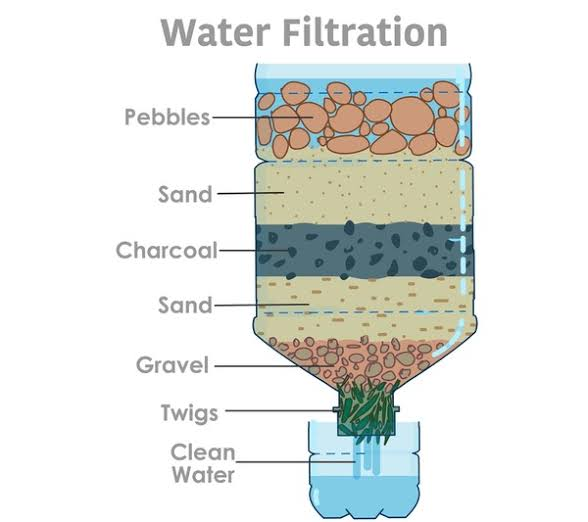 Water Filtration
Pebbles
Sand
Charcoal
Sand
Gravel
Twigs
Clean
Water